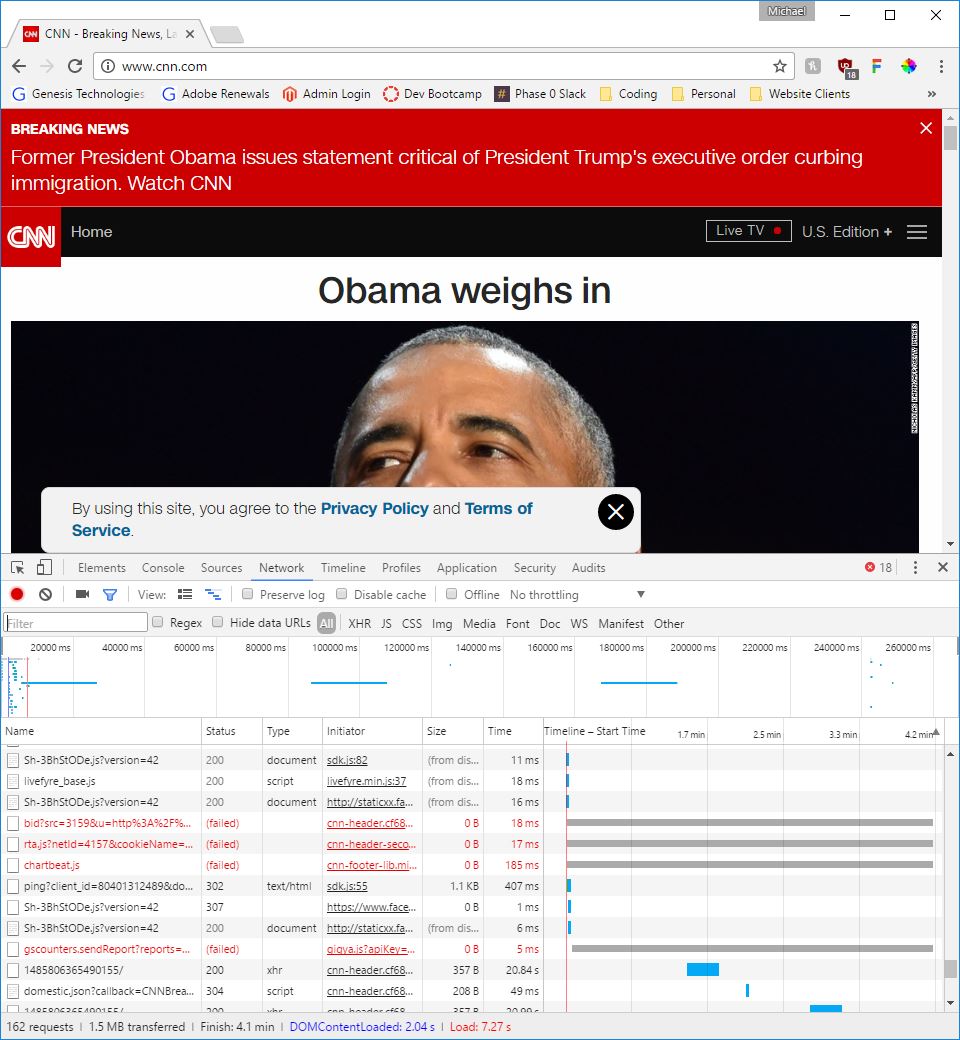 Michael
CNN - Breaking News, La
www.cnn.com
18
Genesis Technologies
Adobe Renewals
Admin Login
Dev Bootcamp
Phase 0 Slack
Coding
Personal
Website Clients
»
BREAKING NEWS
Former President Obama issues statement critical of President Trump's executive order curbing
immigration. Watch CNN
CNN
Home
Live TV
U.S. Edition +
Obama weighs in
By using this site, you agree to the Privacy Policy and Terms of
Service.
Elements Console Sources Network Timeline Profiles Application Security Audits 18
View: Preserve log Disable cache Offline No throttling
Filter Regex Hide data URLs All XHR JS CSS Img Media Font Doc WS Manifest Other
20000 ms 40000 ms 60000 ms 80000 ms 100000 ms 120000 ms 140000 ms 160000 ms 180000 ms 200000 ms 220000 ms 240000 ms 260000 ms
Name Status Type Initiator Size Time Timeline – Start Time 1.7 min 2.5 min 3.3 min 4.2 min
Sh-3BhStODe.js?version=42 200 document sdk.js:82 (from dis... 11 ms
livefyre_base.js 200 script livefyre.min.js:37 (from dis... 18 ms
Sh-3BhStODe.js?version=42 200 document http://staticxx.fa... (from dis... 16 ms
bid?src=3159&u=http%3A%2F%... (failed) cnn-header.cf68... 0 B 18 ms
rta.js?netId=4157&cookieName=... (failed) cnn-header-seco... 0 B 17 ms
chartbeat.js (failed) cnn-footer-lib.mi... 0 B 185 ms
ping?client_id=80401312489&do... 302 text/html sdk.js:55 1.1 KB 407 ms
Sh-3BhStODe.js?version=42 307 https://www.face... 0 B 1 ms
Sh-3BhStODe.js?version=42 200 document http://staticxx.fa... (from dis... 6 ms
gscounters.sendReport?reports=... (failed) gigya.js?apiKey=... 0 B 5 ms
1485806365490155/ 200 xhr cnn-header.cf68... 357 B 20.84 s
domestic.json?callback=CNNBrea... 304 script cnn-header.cf68... 208 B 49 ms
1485806365490155/ 200 xhr cnn-header.cf68... 357 B 20.99 s
162 requests | 1.5 MB transferred | Finish: 4.1 min | DOMContentLoaded: 2.04 s | Load: 7.27 s